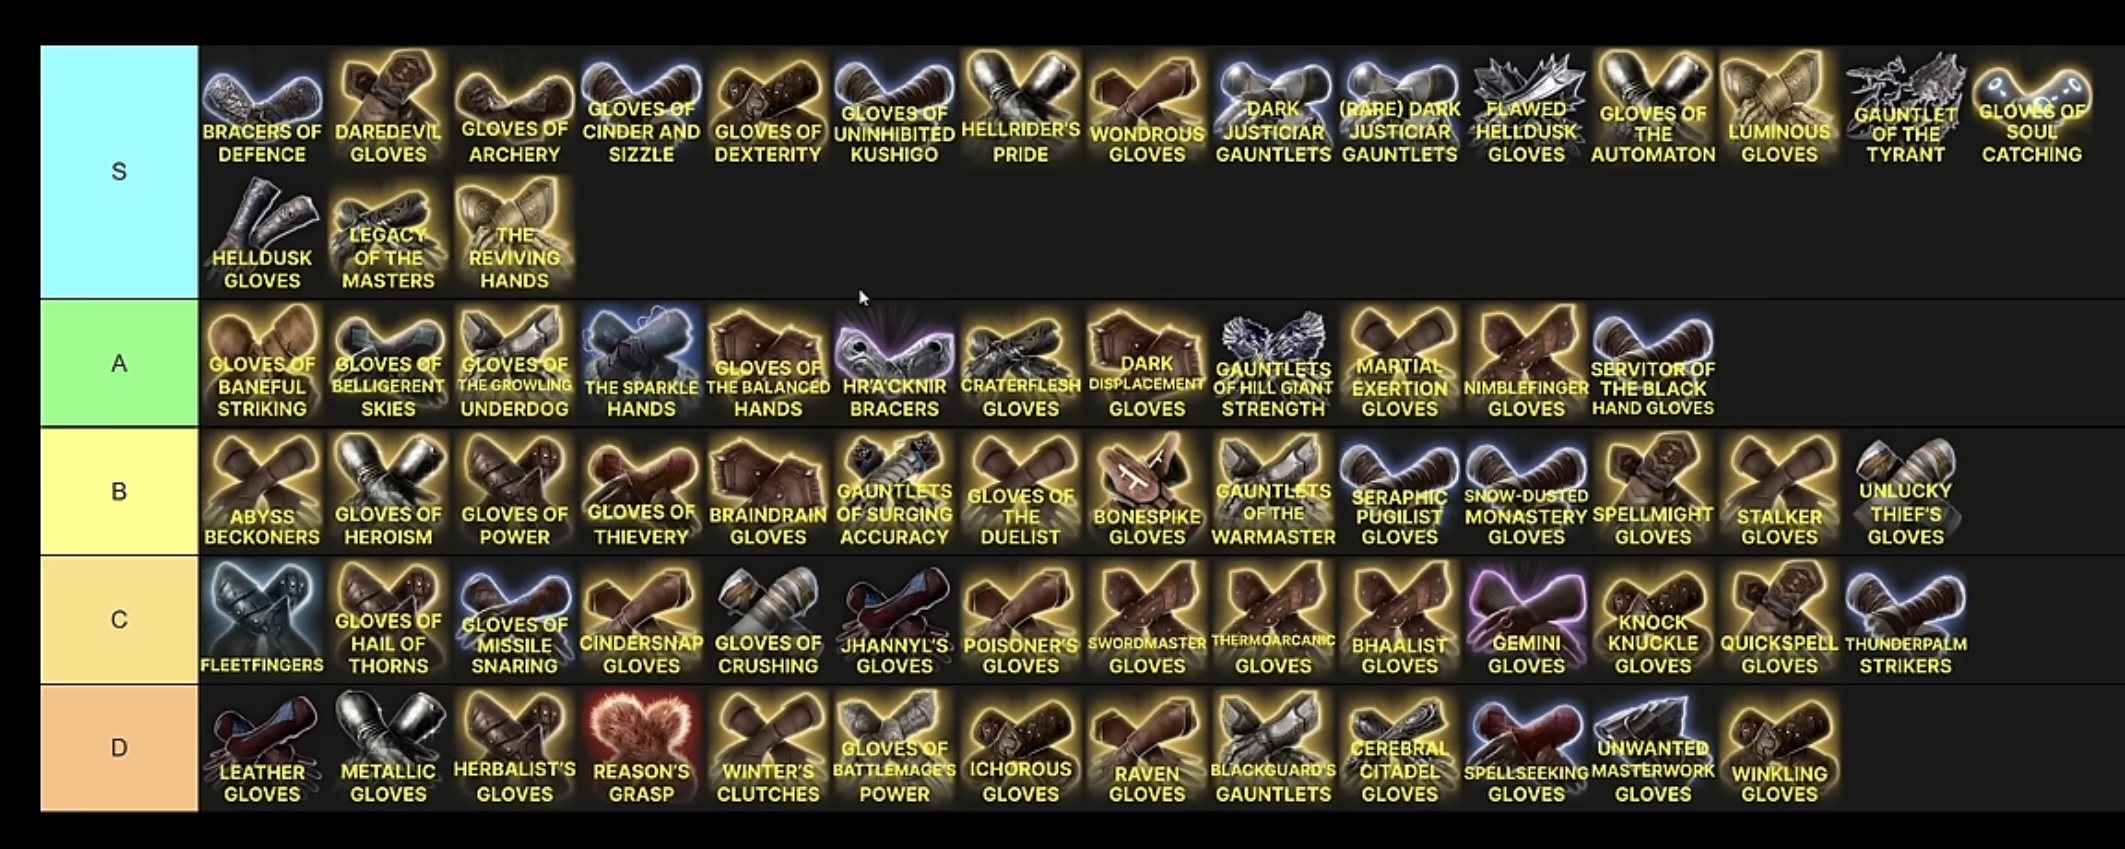 S
BRACERS OF DEFENCE
DAREDEVIL GLOVES
GLOVES OF ARCHERY
GLOVES OF CINDER AND SIZZLE
GLOVES OF DEXTERITY
GLOVES OF UNINHIBITED KUSHIGO
HELLRIDER'S PRIDE
WONDROUS GLOVES
DARK JUSTICIAR GAUNTLETS
(RARE) DARK JUSTICIAR GAUNTLETS
FLAWED HELLDUSK GLOVES
GLOVES OF THE AUTOMATON
LUMINOUS GLOVES
GAUNTLET OF THE TYRANT
GLOVES OF SOUL CATCHING
HELLDUSK GLOVES
LEGACY OF THE MASTERS
THE REVIVING HANDS
A
GLOVES OF BANEFUL STRIKING
GLOVES OF BELLIGERENT SKIES
GLOVES OF THE GROWLING UNDERDOG
THE SPARKLE HANDS
GLOVES OF THE BALANCED HANDS
HR'A'CKNIR BRACERS
CRATERFLESH GLOVES
DARK DISPLACEMENT GLOVES
GAUNTLETS OF HILL GIANT STRENGTH
MARTIAL EXERTION GLOVES
NIMBLEFINGER GLOVES
SERVITOR OF THE BLACK HAND GLOVES
B
ABYSS BECKONERS
GLOVES OF HEROISM
GLOVES OF POWER
GLOVES OF THIEVERY
BRAINDRAIN GLOVES
GAUNTLETS OF SURGING ACCURACY
GLOVES OF THE DUELIST
BONESPIKE GLOVES
GAUNTLETS OF THE WARMASTER
SERAPHIC PUGILIST GLOVES
SNOW-DUSTED MONASTERY GLOVES
SPELLMIGHT GLOVES
STALKER GLOVES
UNLUCKY THIEF'S GLOVES
C
FLEETFINGERS
GLOVES OF HAIL OF THORNS
GLOVES OF MISSILE SNARING
CINDERSNAP GLOVES
GLOVES OF CRUSHING
JHANNYL'S GLOVES
POISONER'S GLOVES
SWORDMASTER GLOVES
THERMOARCANIC GLOVES
BHAALIST GLOVES
GEMINI GLOVES
KNOCK KNUCKLE GLOVES
QUICKSPELL GLOVES
THUNDERPALM STRIKERS
D
LEATHER GLOVES
METALLIC GLOVES
HERBALIST'S GLOVES
REASON'S GRASP
WINTER'S CLUTCHES
GLOVES OF BATTLEMAGE'S POWER
ICHOROUS GLOVES
RAVEN GLOVES
BLACKGUARD'S GAUNTLETS
CEREBRAL CITADEL GLOVES
SPELLSEEKING GLOVES
UNWANTED MASTERWORK GLOVES
WINKLING GLOVES